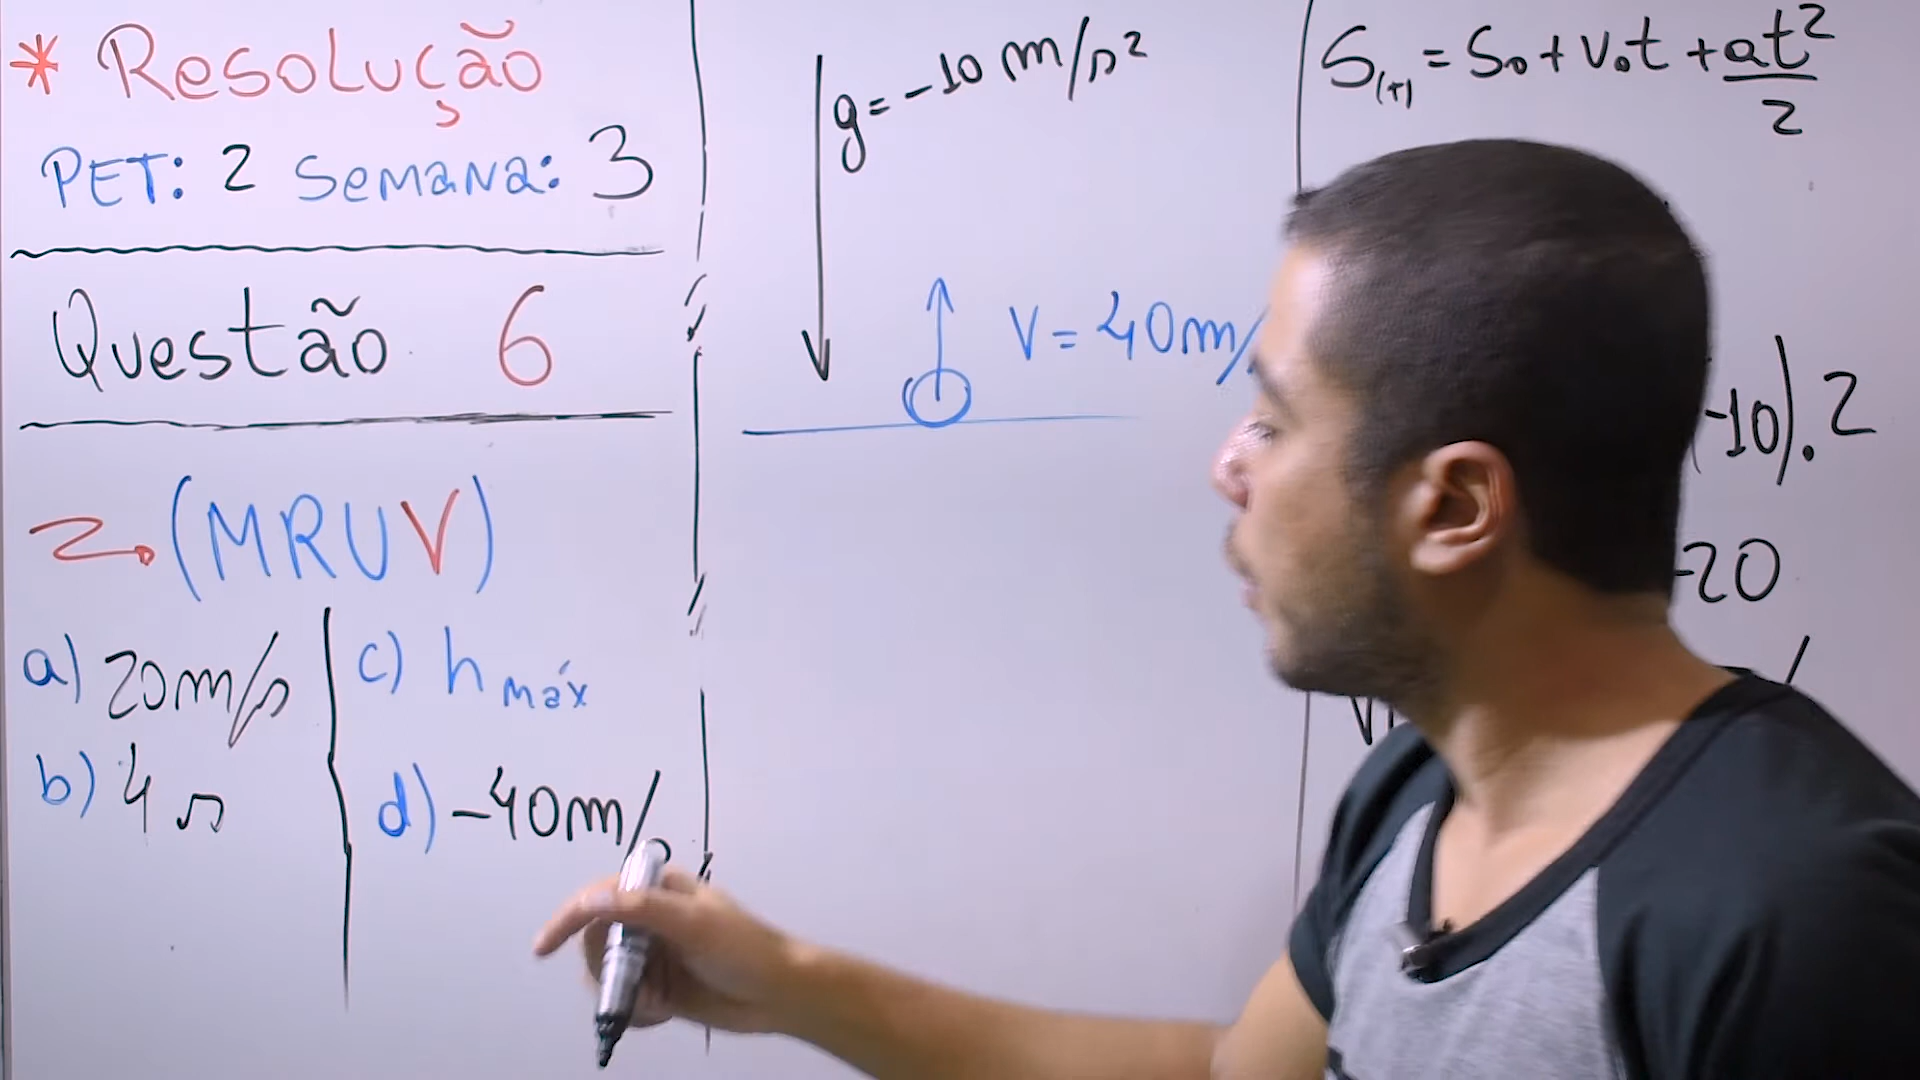 * Resolução
PET: 2 Semana: 3
Questão 6
(MRUV)
a) 20m/s
b) 4 s
c) h máx
d) -40m/s
g = -10 m/s²
V = 40m/
S(t) = S0 + V0t + at²/2
-10).2
-20